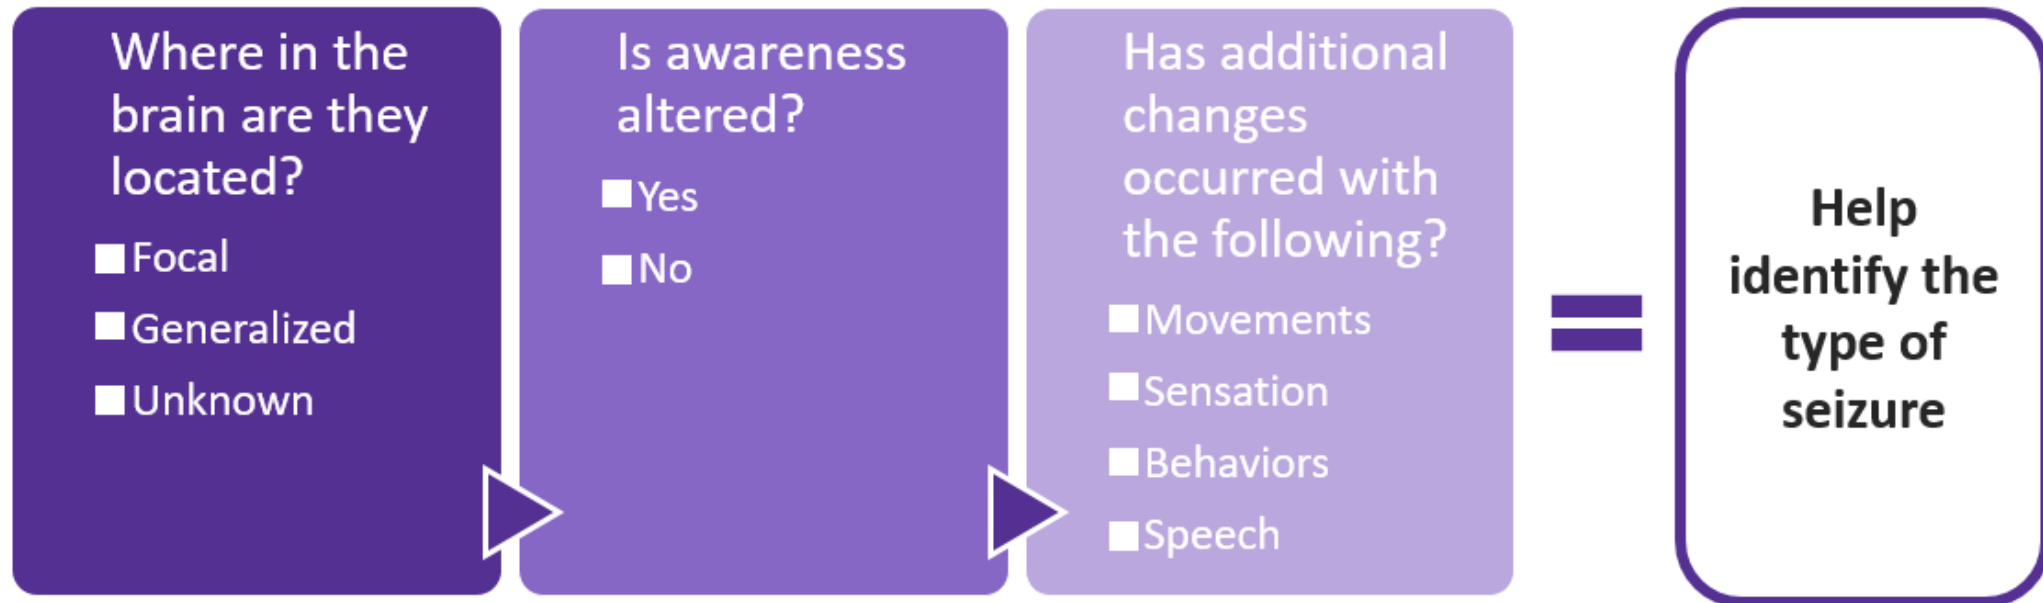 Where in the
brain are they
located?
Focal
Generalized
Unknown
Is awareness
altered?
Yes
No
Has additional
changes
occurred with
the following?
Movements
Sensation
Behaviors
Speech
Help
identify the
type of
seizure